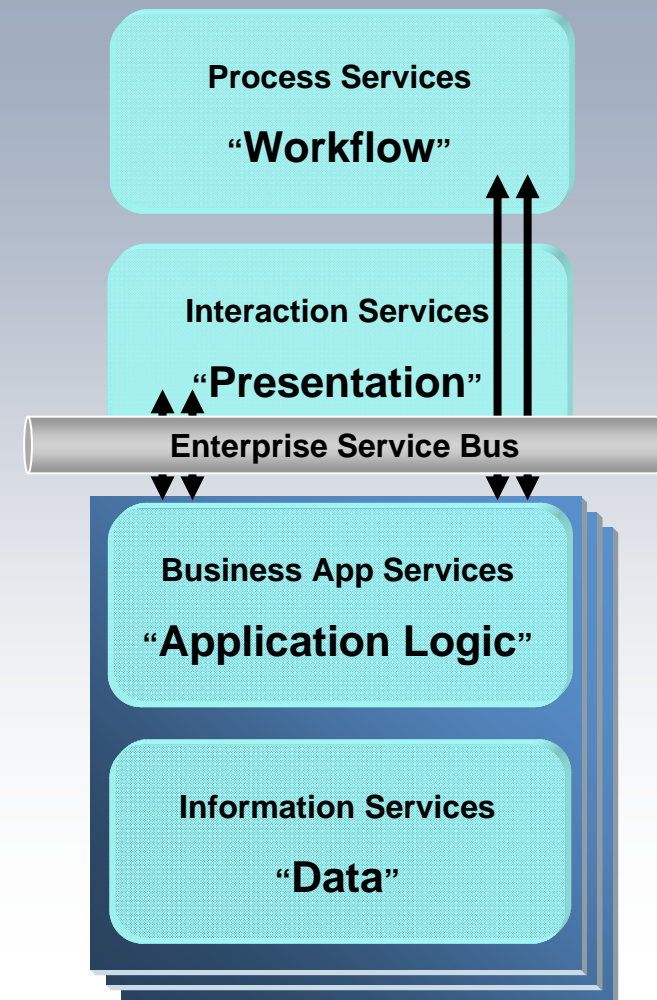 Process Services
“Workflow”
Interaction Services
“Presentation”
Enterprise Service Bus
Business App Services
“Application Logic”
Information Services
“Data”